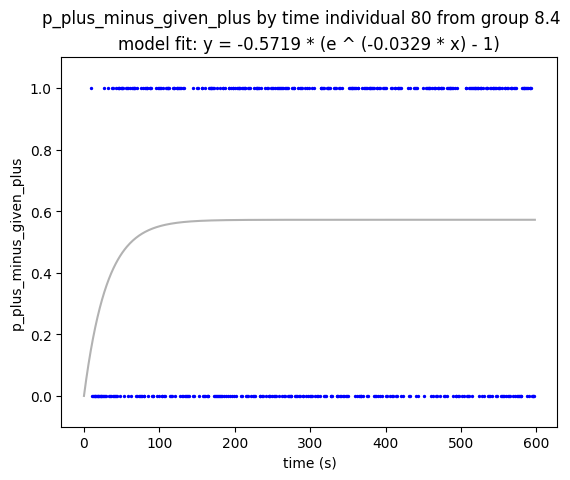 p_plus_minus_given_plus by time individual 80 from group 8.4
model fit: y = -0.5719 * (e ^ (-0.0329 * x) - 1)
1.0
0.8
0.6
0.4
0.2
0.0
p_plus_minus_given_plus
0 100 200 300 400 500 600
time (s)